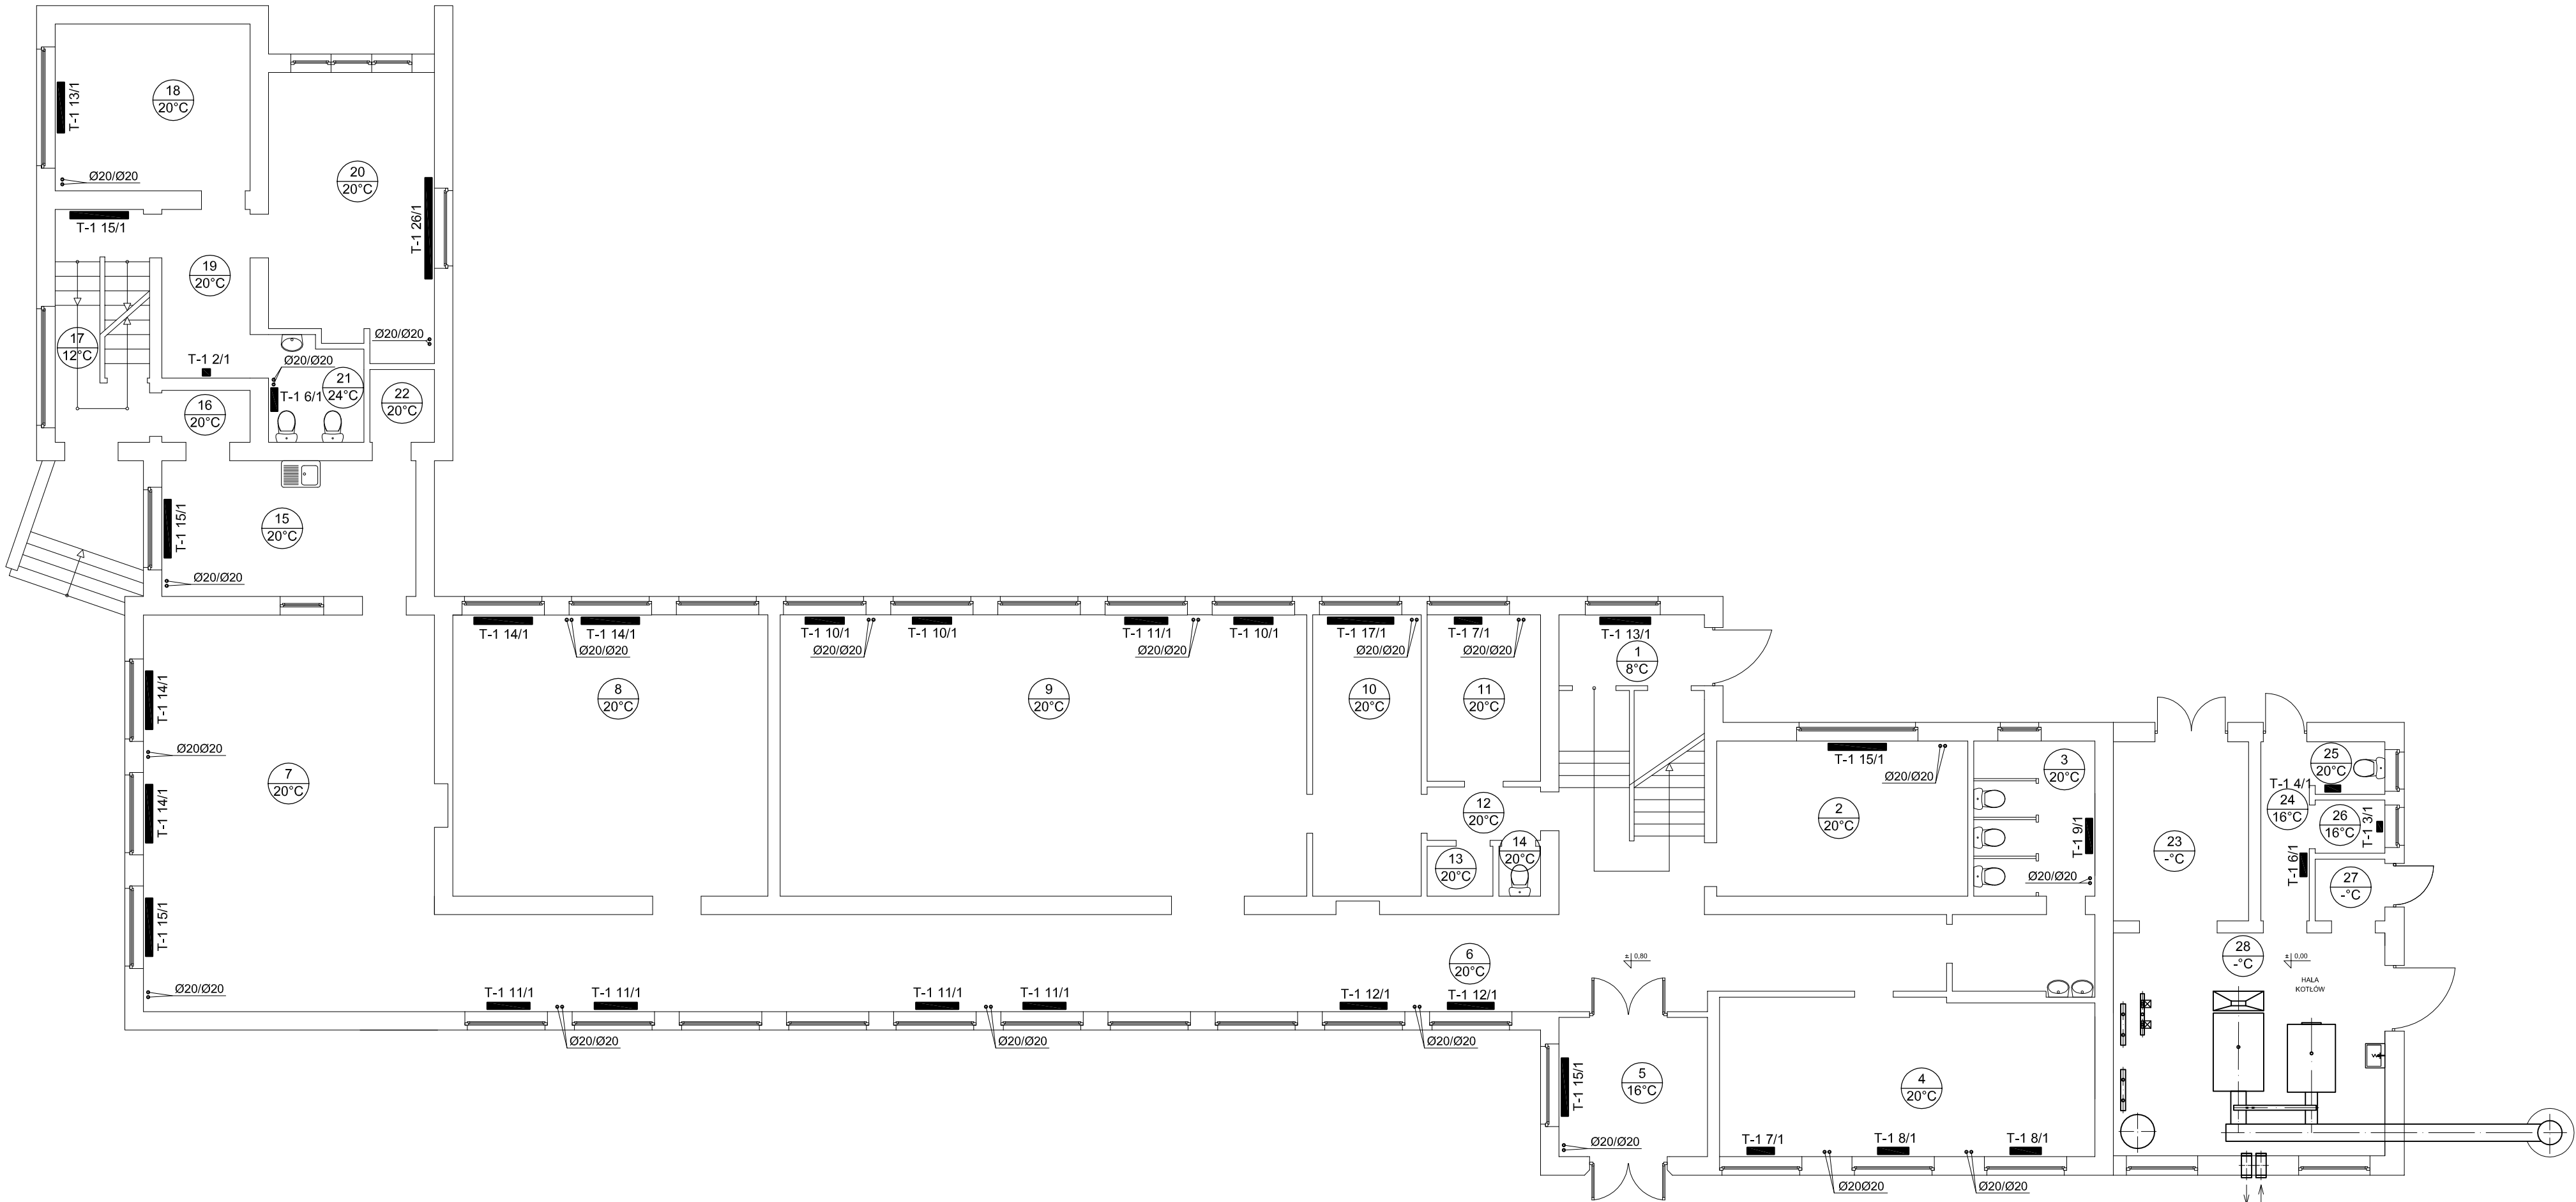 18
20°C
T-1 13/1
Ø20/Ø20
20
20°C
T-1 15/1
T-1 26/1
19
20°C
17
12°C
Ø20/Ø20
T-1 2/1
Ø20/Ø20
21
24°C
T-1 6/1
22
20°C
16
20°C
15
20°C
T-1 15/1
Ø20/Ø20
T-1 14/1
T-1 14/1
Ø20/Ø20
T-1 10/1
Ø20/Ø20
T-1 10/1
T-1 11/1
Ø20/Ø20
T-1 10/1
T-1 17/1
Ø20/Ø20
T-1 7/1
Ø20/Ø20
T-1 13/1
1
8°C
T-1 14/1
Ø20Ø20
8
20°C
9
20°C
10
20°C
11
20°C
7
20°C
T-1 14/1
T-1 15/1
Ø20/Ø20
T-1 15/1
Ø20/Ø20
2
20°C
3
20°C
T-1 9/1
Ø20/Ø20
12
20°C
13
20°C
14
20°C
25
20°C
T-1 4/1
24
16°C
26
16°C
T-1 3/1
T-1 6/1
23
-°C
27
-°C
28
-°C
± 0,00
HALA
KOTŁÓW
6
20°C
± 0,80
T-1 11/1
T-1 11/1
Ø20/Ø20
T-1 11/1
T-1 11/1
Ø20/Ø20
T-1 12/1
T-1 12/1
Ø20/Ø20
5
16°C
T-1 15/1
Ø20/Ø20
4
20°C
T-1 7/1
T-1 8/1
T-1 8/1
Ø20Ø20
Ø20/Ø20